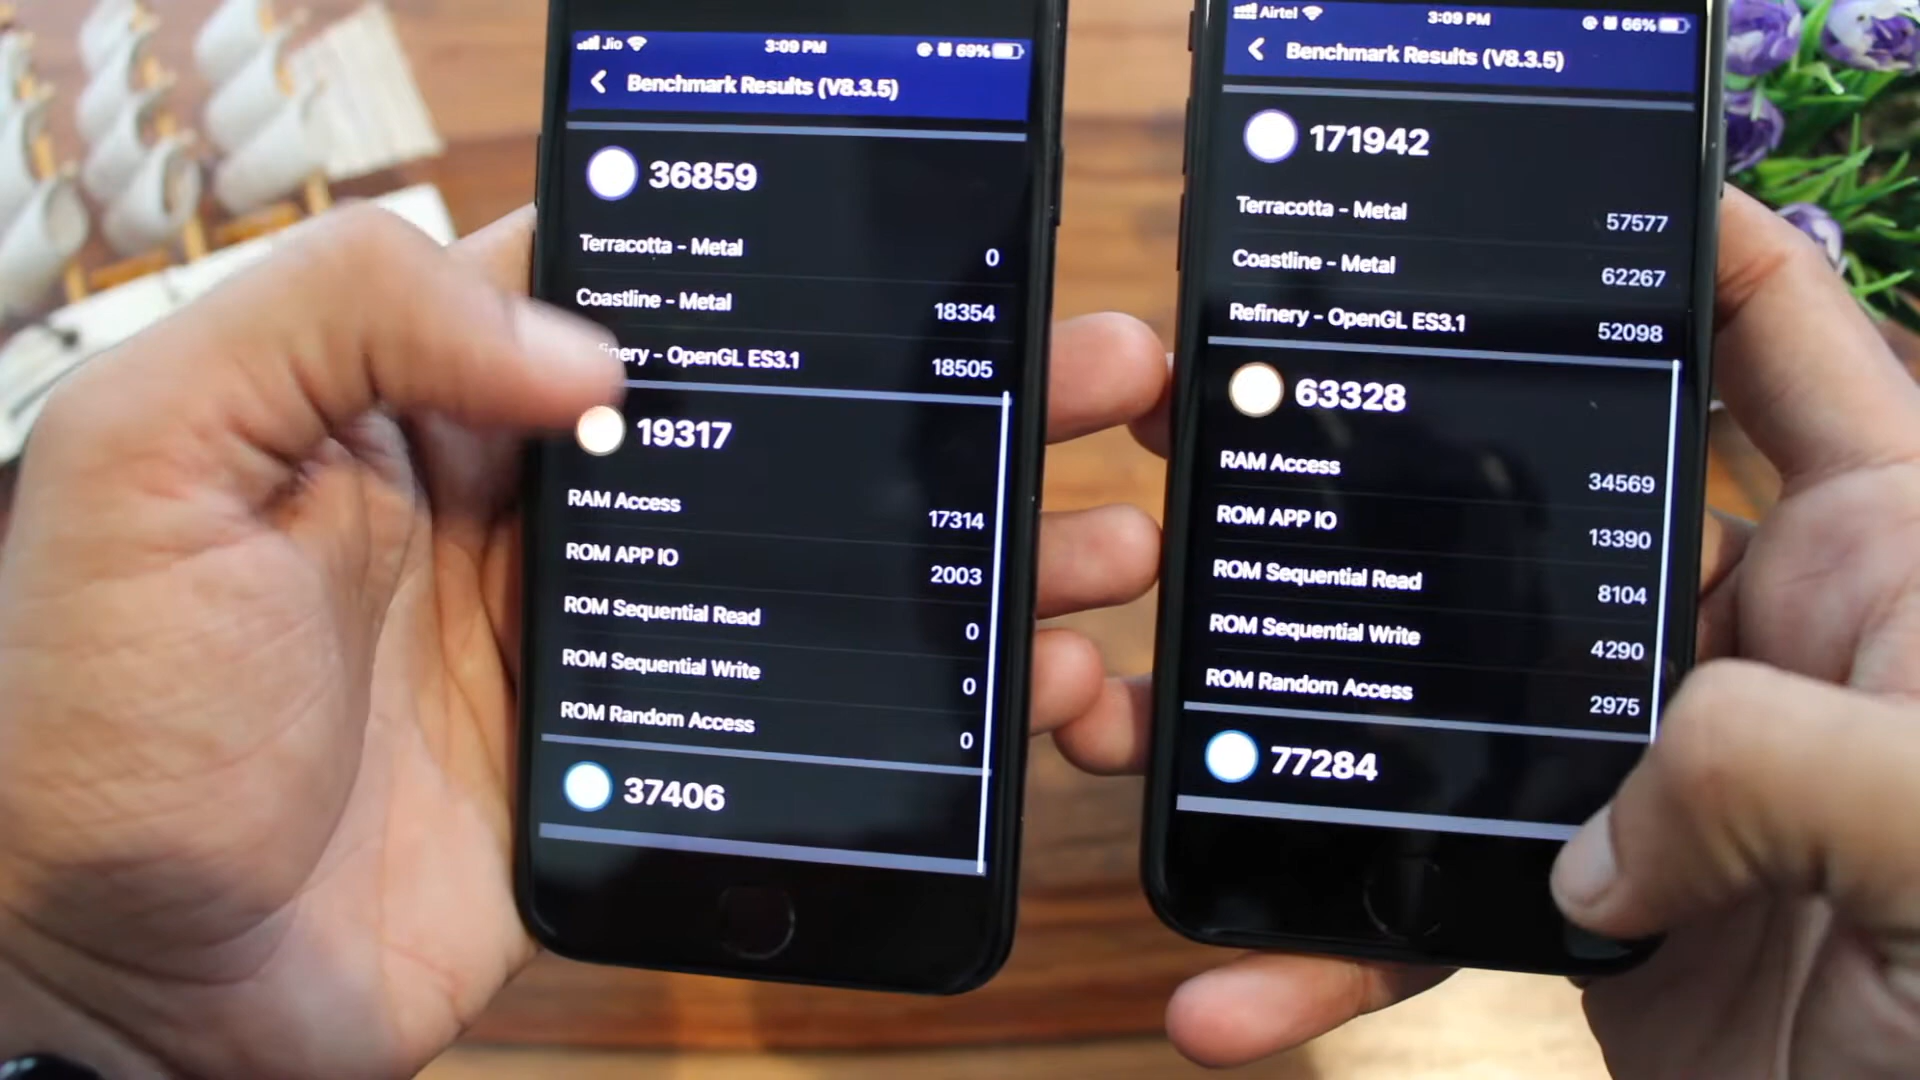 Jio 3:09 PM 69%
Benchmark Results (V8.3.5)
36859
Terracotta - Metal 0
Coastline - Metal 18354
finery - OpenGL ES3.1 18505
19317
RAM Access 17314
ROM APP IO 2003
ROM Sequential Read 0
ROM Sequential Write 0
ROM Random Access 0
37406
Airtel 3:09 PM 66%
Benchmark Results (V8.3.5)
171942
Terracotta - Metal 57577
Coastline - Metal 62267
Refinery - OpenGL ES3.1 52098
63328
RAM Access 34569
ROM APP IO 13390
ROM Sequential Read 8104
ROM Sequential Write 4290
ROM Random Access 2975
77284